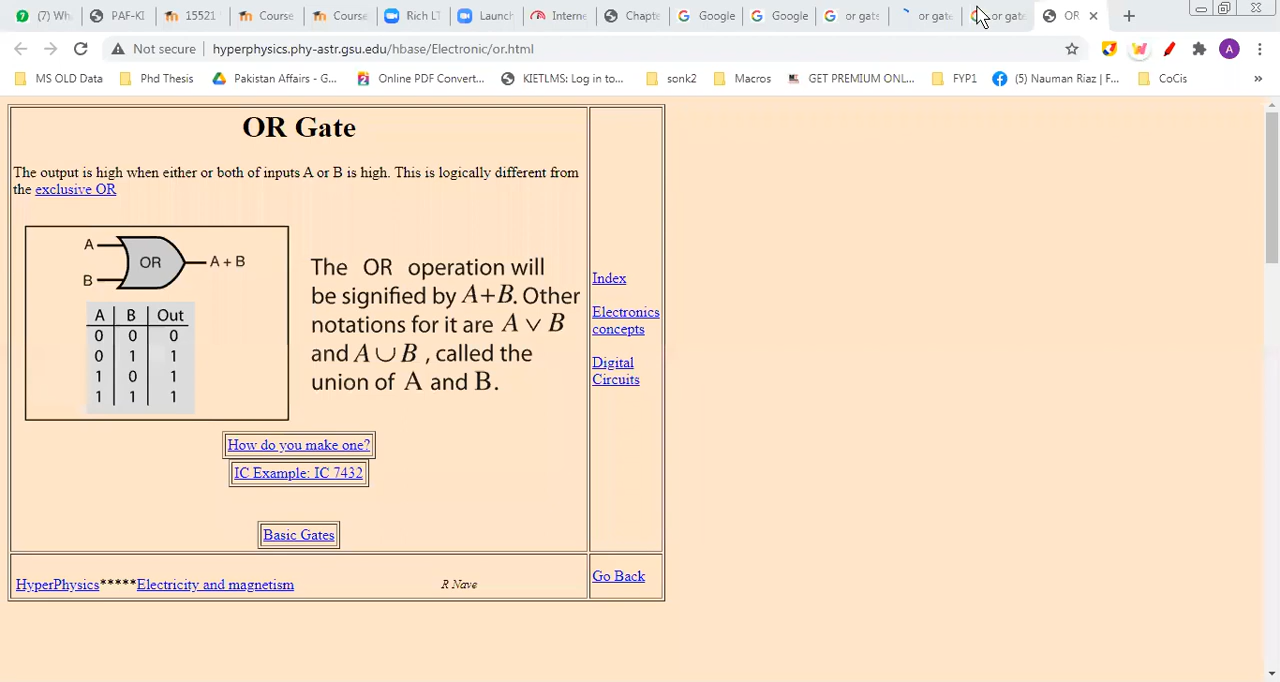 (7) Wh
PAF-KI
15521
Course
Course
Rich LT
Launch
Interne
Chapte
Google
Google
or gate
or gate
or gate
OR
Not secure
hyperphysics.phy-astr.gsu.edu/hbase/Electronic/or.html
A
MS OLD Data
Phd Thesis
Pakistan Affairs - G...
Online PDF Convert...
KIETLMS: Log in to...
sonk2
Macros
GET PREMIUM ONL...
FYP1
(5) Nauman Riaz | F...
CoCis
»
OR Gate
The output is high when either or both of inputs A or B is high. This is logically different from
the exclusive OR
A
OR
A + B
B
A B Out
0 0 0
0 1 1
1 0 1
1 1 1
The OR operation will
be signified by A+B. Other
notations for it are A ∨ B
and A ∪ B , called the
union of A and B.
How do you make one?
IC Example: IC 7432
Basic Gates
Index
Electronics
concepts
Digital
Circuits
HyperPhysics*****Electricity and magnetism
R Nave
Go Back